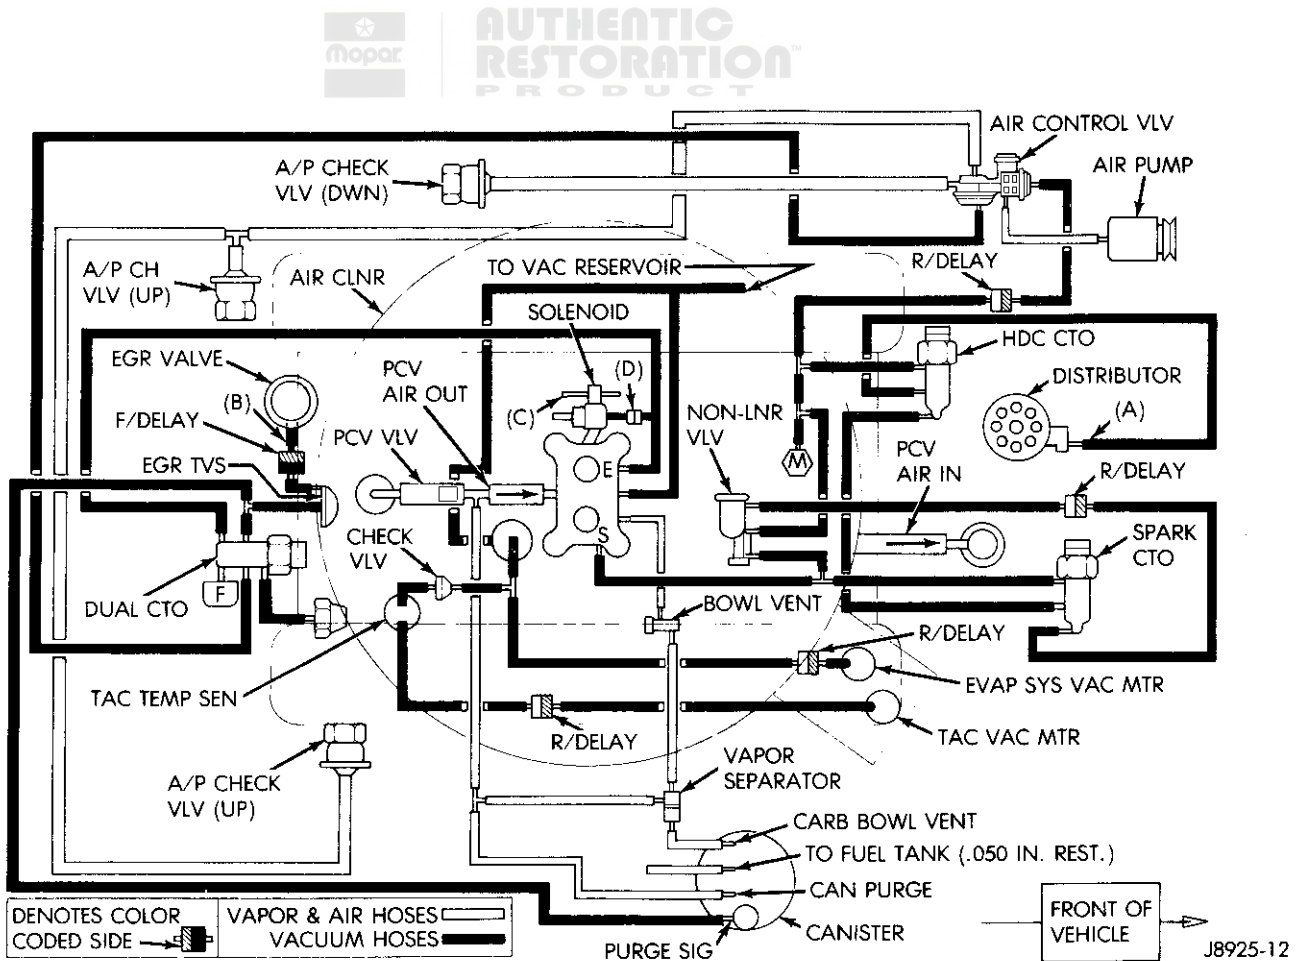 Mopar.
AUTHENTIC
RESTORATION™
PRODUCT
AIR CONTROL VLV
A/P CHECK
VLV (DWN)
AIR PUMP
A/P CH
VLV (UP)
AIR CLNR
TO VAC RESERVOIR
R/DELAY
SOLENOID
HDC CTO
EGR VALVE
PCV
AIR OUT
(D)
DISTRIBUTOR
(B)
(C)
NON-LNR
VLV
(A)
F/DELAY
PCV VLV
PCV
AIR IN
M
E
R/DELAY
EGR TVS
S
CHECK
VLV
SPARK
CTO
F
DUAL CTO
BOWL VENT
R/DELAY
TAC TEMP SEN
EVAP SYS VAC MTR
R/DELAY
TAC VAC MTR
A/P CHECK
VLV (UP)
VAPOR
SEPARATOR
CARB BOWL VENT
TO FUEL TANK (.050 IN. REST.)
CAN PURGE
CANISTER
PURGE SIG
DENOTES COLOR
CODED SIDE
VAPOR & AIR HOSES
VACUUM HOSES
FRONT OF
VEHICLE
J8925-12